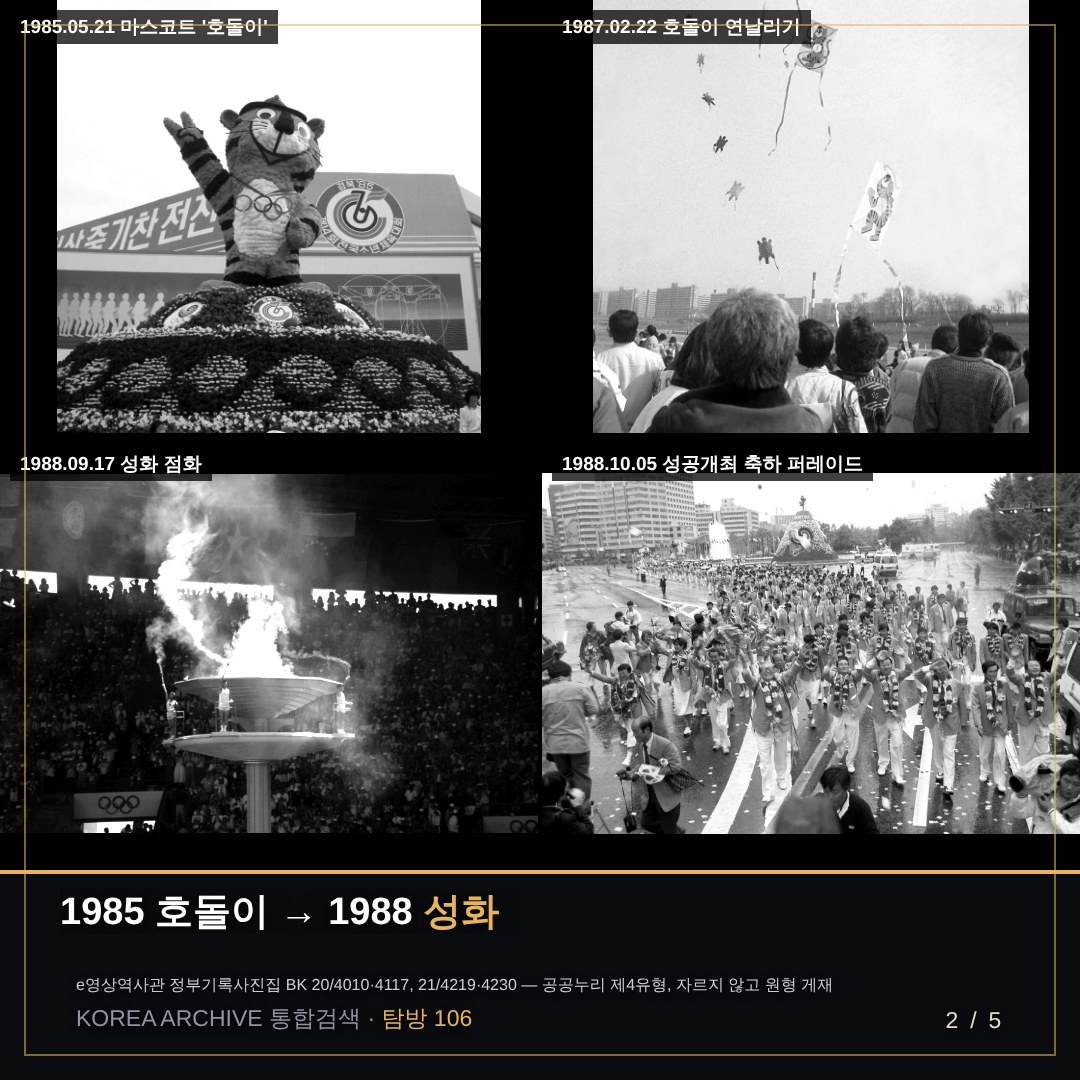 1985.05.21 마스코트 '호돌이'
1987.02.22 호돌이 연날리기
기찬 전진
1988.09.17 성화 점화
1988.10.05 성공개최 축하 퍼레이드
1985 호돌이 → 1988 성화
e영상역사관 정부기록사진집 BK 20/4010·4117, 21/4219·4230 — 공공누리 제4유형, 자르지 않고 원형 게재
KOREA ARCHIVE 통합검색 · 탐방 106
2 / 5